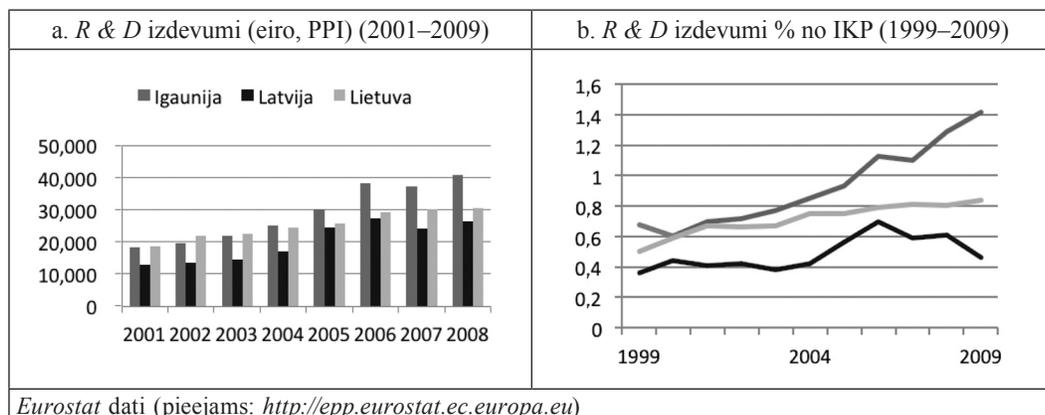 a. R & D izdevumi (eiro, PPI) (2001–2009)
b. R & D izdevumi % no IKP (1999–2009)
Igaunija Latvija Lietuva
50,000
40,000
30,000
20,000
10,000
0
2001 2002 2003 2004 2005 2006 2007 2008
1,6
1,4
1,2
1
0,8
0,6
0,4
0,2
0
1999 2004 2009
Eurostat dati (pieejams: http://epp.eurostat.ec.europa.eu)